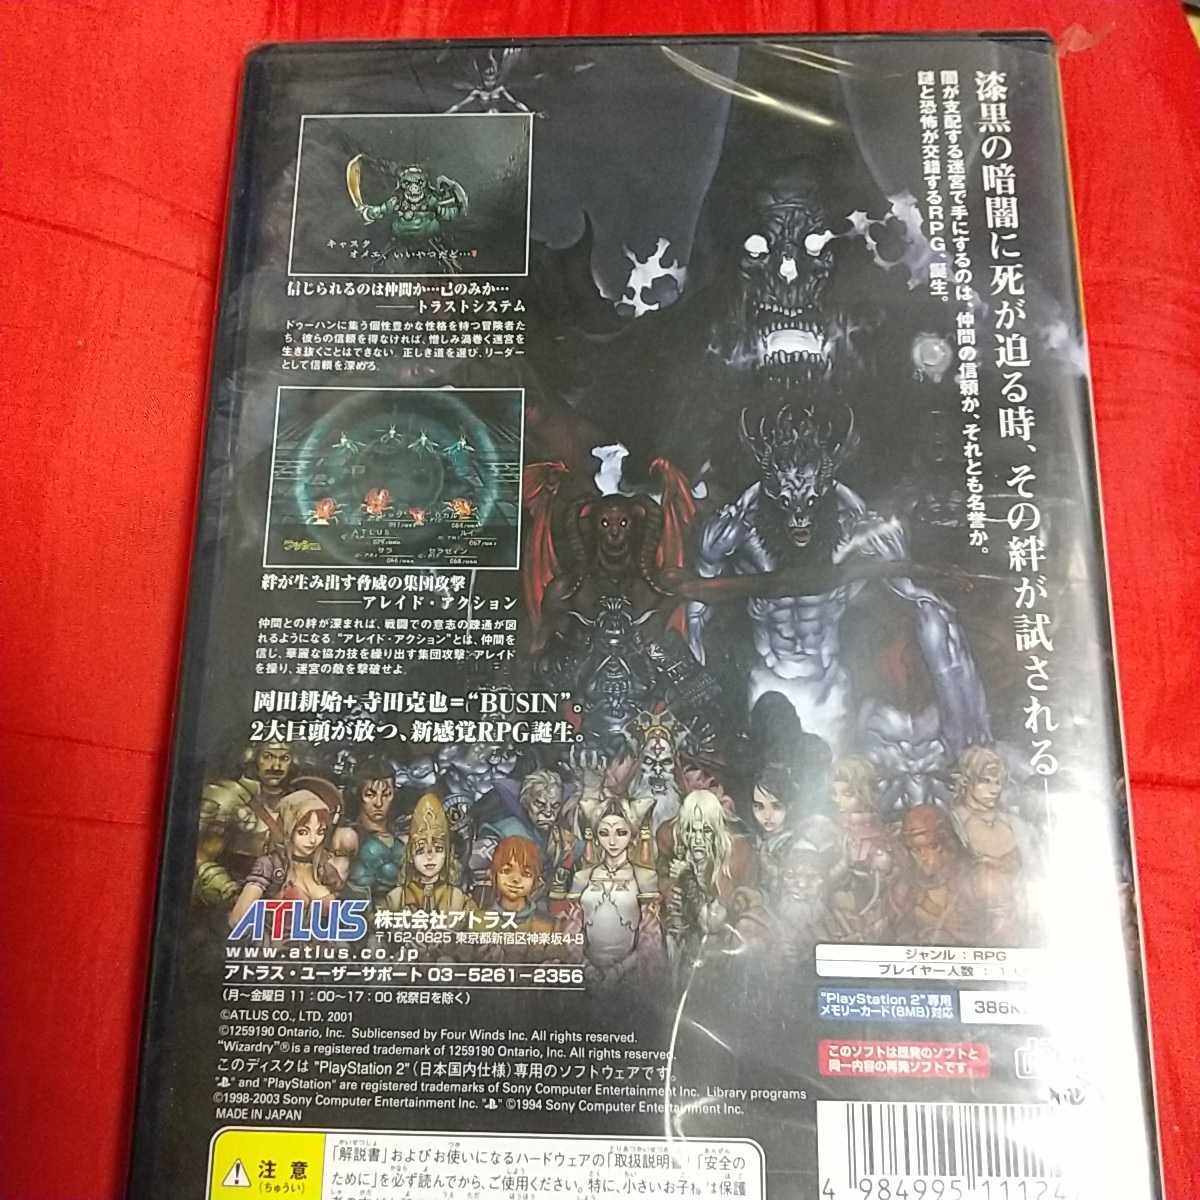 漆黒の暗闇に死が迫る時、その絆が試される
闇が支配する迷宮で手にするのは、仲間の信頼か、それとも名誉か。
謎と恐怖が交錯するRPG、誕生。
キャスタ
オメエ、いいやつだど…
信じられるのは仲間か…己のみか…
——トラストシステム
ドゥーハンに集う個性豊かな性格を持つ冒険者た
ち。彼らの信頼を得なければ、憎しみ渦巻く迷宮を
生き抜くことはできない。正しき道を選び、リーダー
として信頼を深めろ。
ATLUS
ルイ
サラ
ラッシュ
絆が生み出す脅威の集団攻撃
——アレイド・アクション
仲間との絆が深まれば、戦闘での意志の疎通が図
れるようになる。“アレイド・アクション”とは、仲間を
信じ、華麗な協力技を繰り出す集団攻撃。アレイド
を操り、迷宮の敵を撃破せよ。
岡田耕始+寺田克也=“BUSIN”。
2大巨頭が放つ、新感覚RPG誕生。
ATLUS 株式会社アトラス
〒162-0825 東京都新宿区神楽坂4-8
www.atlus.co.jp
アトラス・ユーザーサポート 03-5261-2356
(月〜金曜日 11:00〜17:00 祝祭日を除く)
©ATLUS CO., LTD. 2001
©1259190 Ontario, Inc. Sublicensed by Four Winds Inc. All rights reserved.
"Wizardry"® is a registered trademark of 1259190 Ontario, Inc. All rights reserved.
このディスクは "PlayStation 2"(日本国内仕様)専用のソフトウェアです。
" " and "PlayStation" are registered trademarks of Sony Computer Entertainment Inc. Library programs
©1998-2003 Sony Computer Entertainment Inc. " " ©1994 Sony Computer Entertainment Inc.
MADE IN JAPAN
ジャンル:RPG
プレイヤー人数:1
"PlayStation 2"専用
メモリーカード(8MB)対応
386K
このソフトは既発のソフトと
同一内容の再発ソフトです。
注意
(ちゅうい)
「解説書」およびお使いになるハードウェアの「取扱説明書」「安全の
ために」を必ず読んでから、ご使用ください。特に、小さいお子様は保護
4 984995 11124